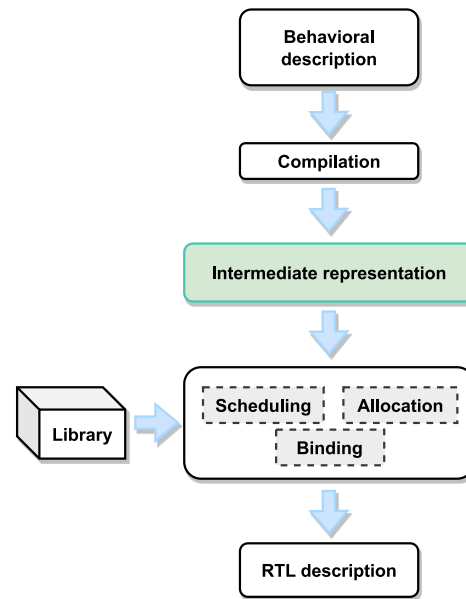 Behavioral
description
Compilation
Intermediate representation
Scheduling
Allocation
Library
Binding
RTL description